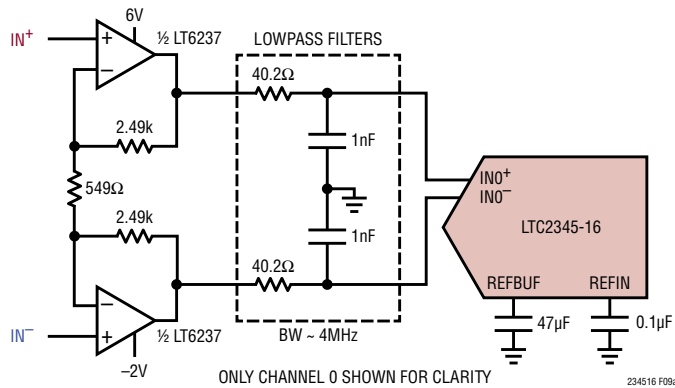 6V
IN+
½ LT6237
LOWPASS FILTERS
40.2Ω
2.49k
1nF
549Ω
IN0+
IN0−
LTC2345-16
2.49k
1nF
40.2Ω
REFBUF REFIN
IN−
½ LT6237
BW ~ 4MHz
47µF
0.1µF
−2V
ONLY CHANNEL 0 SHOWN FOR CLARITY
234516 F09a